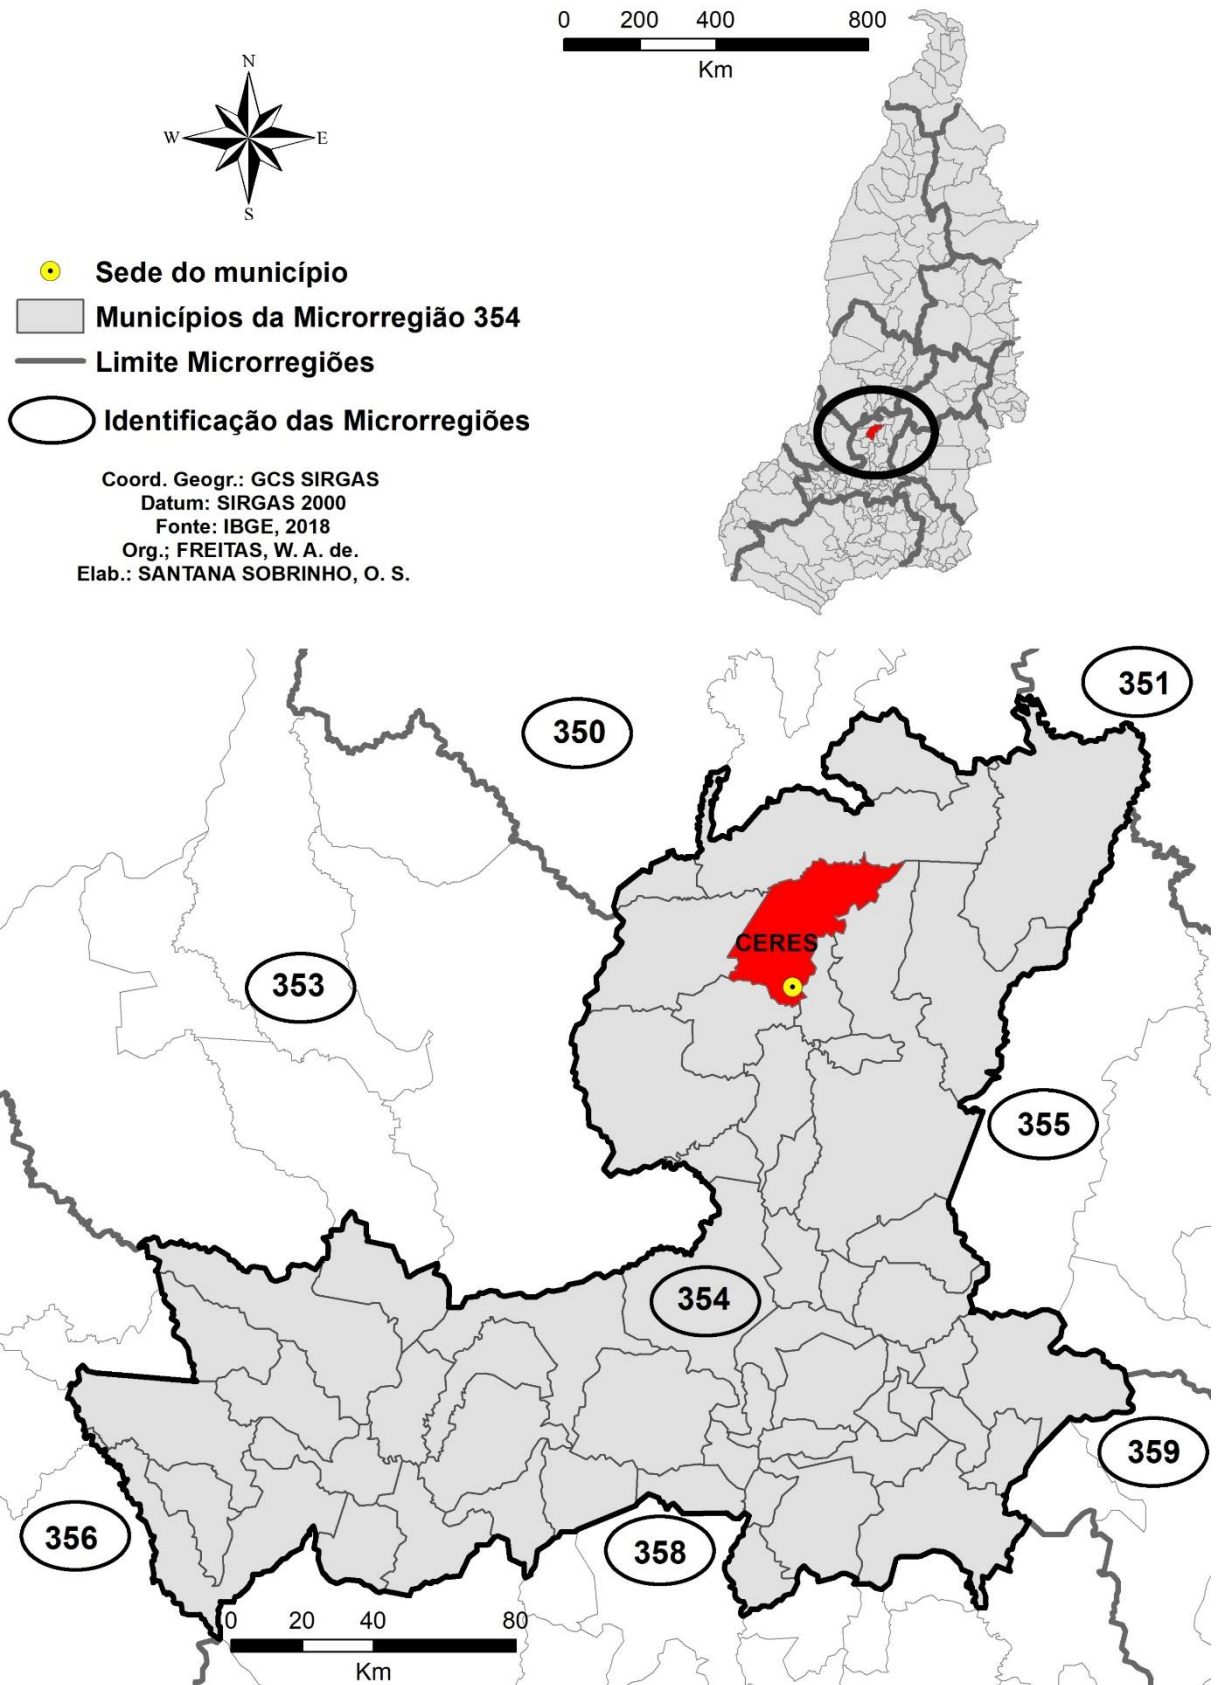 0 200 400 800
Km
N
W E
S
Sede do município
Municípios da Microrregião 354
Limite Microrregiões
Identificação das Microrregiões
Coord. Geogr.: GCS SIRGAS
Datum: SIRGAS 2000
Fonte: IBGE, 2018
Org.; FREITAS, W. A. de.
Elab.: SANTANA SOBRINHO, O. S.
351
350
CERES
353
355
354
359
356
358
0 20 40 80
Km